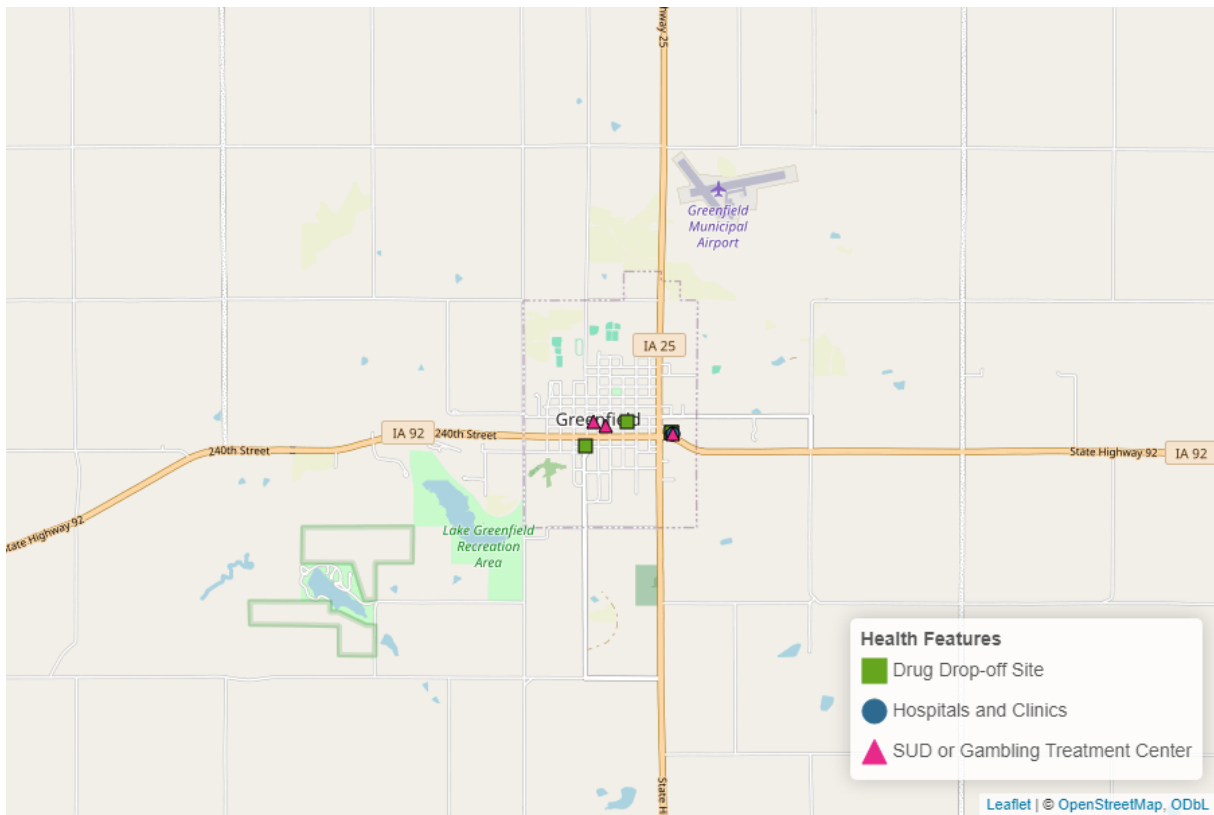 hway 25
Greenfield
Municipal
Airport
IA 25
Greenfield
IA 92
240th Street
240th Street
State Highway 92
IA 92
tate Highway 92
Lake Greenfield
Recreation
Area
State H
Health Features
Drug Drop-off Site
Hospitals and Clinics
SUD or Gambling Treatment Center
Leaflet | © OpenStreetMap, ODbL